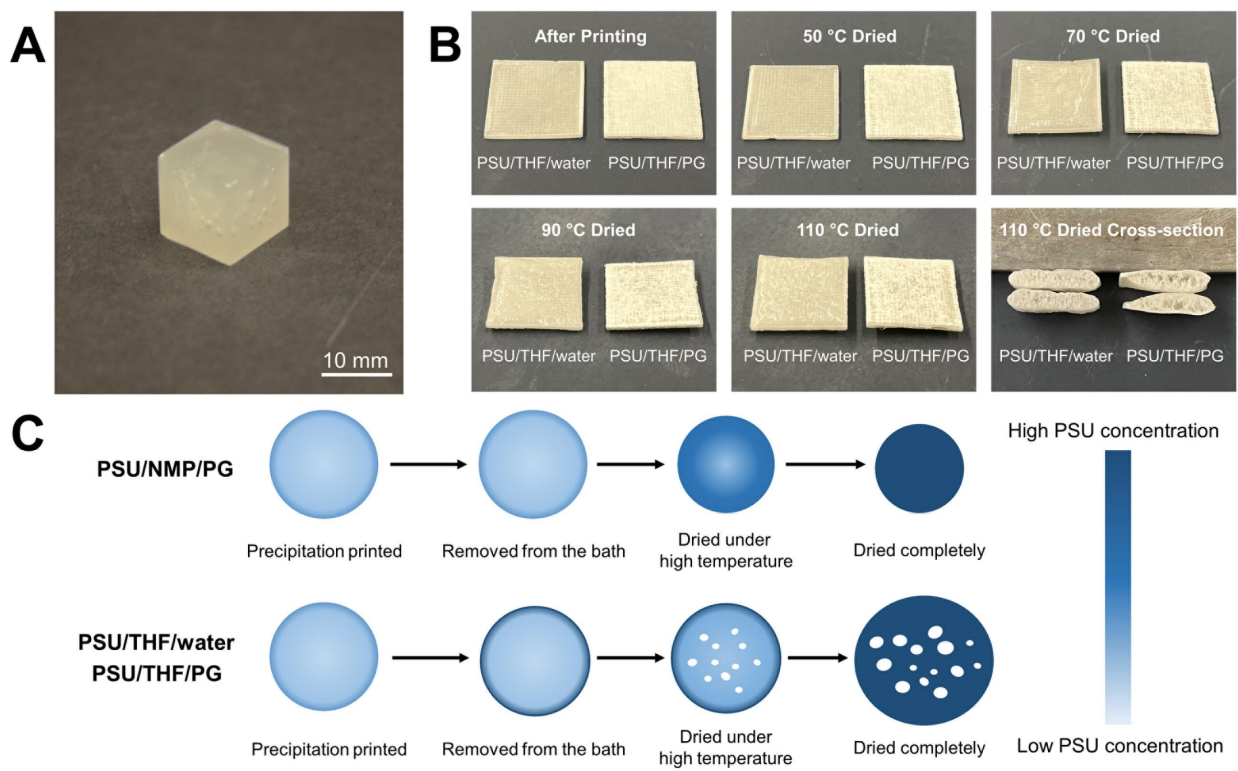 A
10 mm
B
After Printing
PSU/THF/water
PSU/THF/PG
50 °C Dried
PSU/THF/water
PSU/THF/PG
70 °C Dried
PSU/THF/water
PSU/THF/PG
90 °C Dried
PSU/THF/water
PSU/THF/PG
110 °C Dried
PSU/THF/water
PSU/THF/PG
110 °C Dried Cross-section
PSU/THF/water
PSU/THF/PG
C
PSU/NMP/PG
Precipitation printed
Removed from the bath
Dried under
high temperature
Dried completely
PSU/THF/water
PSU/THF/PG
Precipitation printed
Removed from the bath
Dried under
high temperature
Dried completely
High PSU concentration
Low PSU concentration